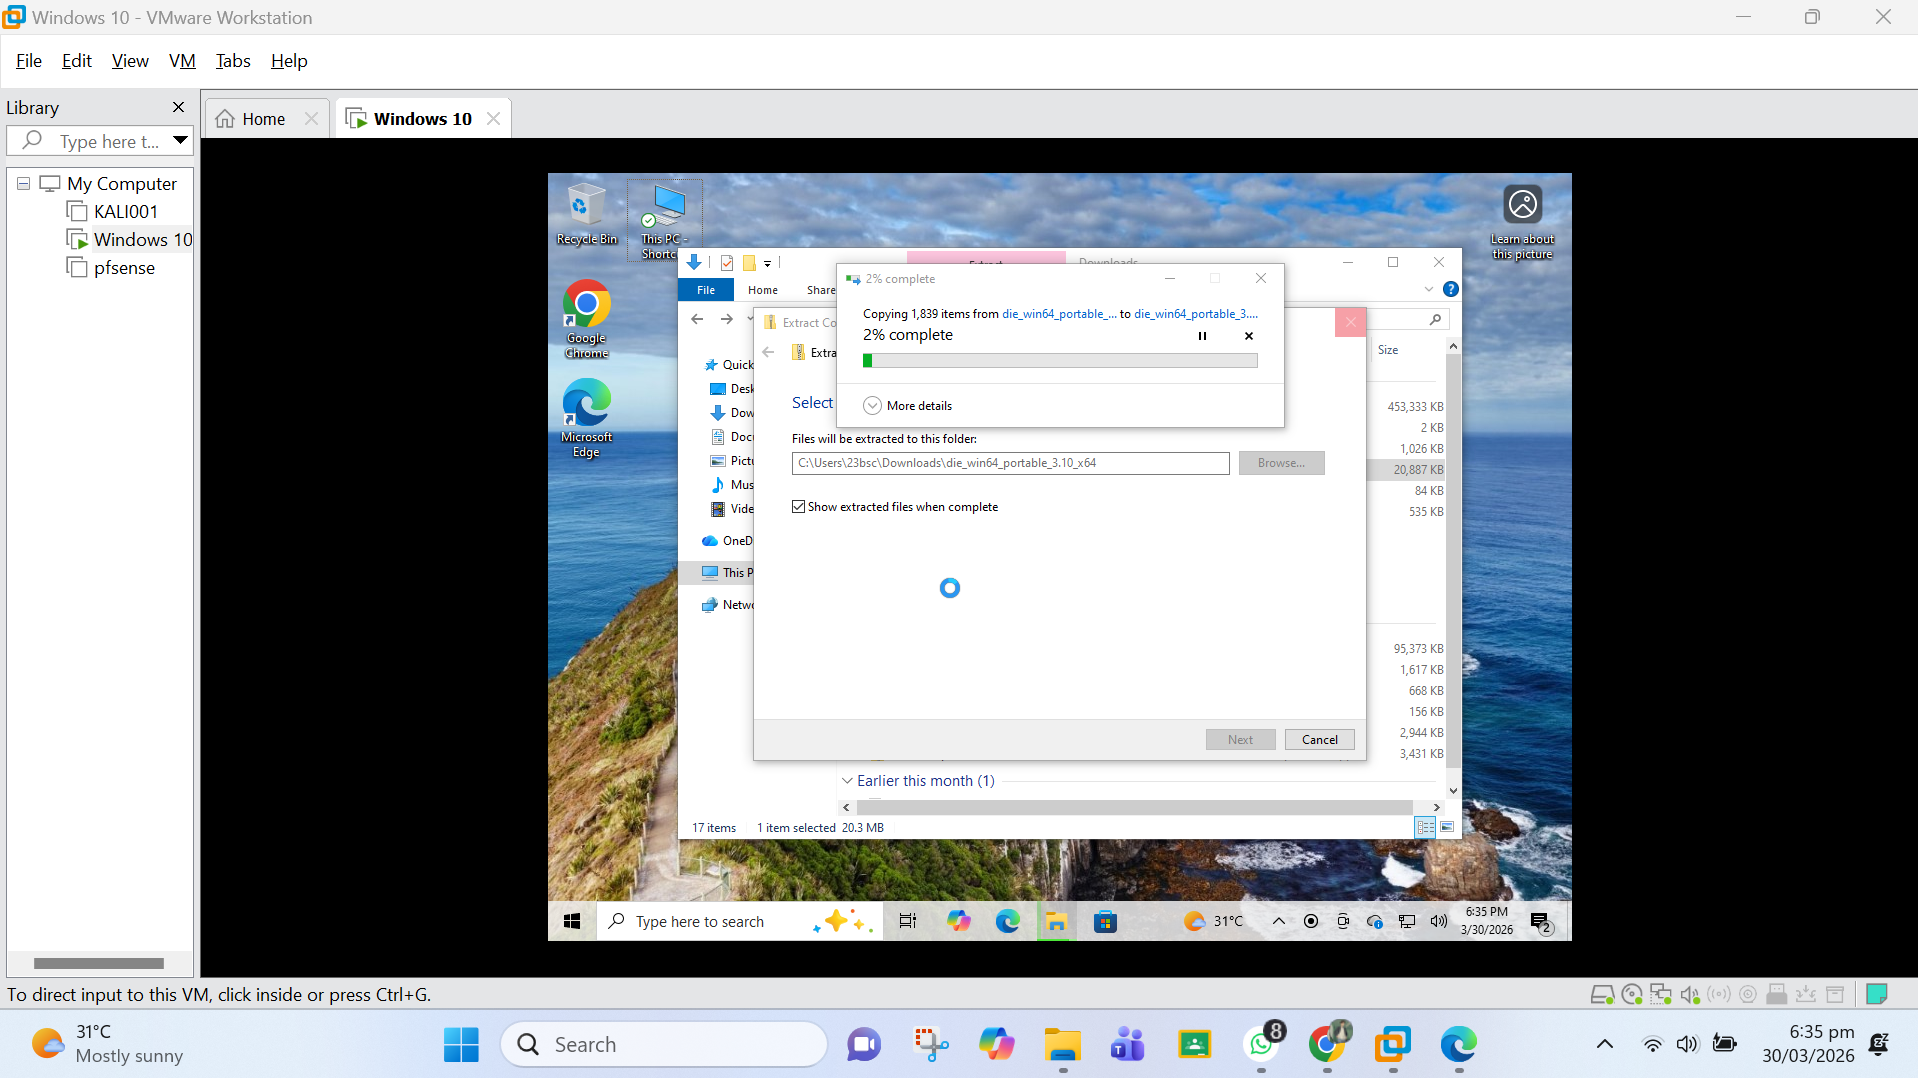 Windows 10 - VMware Workstation
File Edit View VM Tabs Help
Library
Type here t...
My Computer
KALI001
Windows 10
pfsense
Home
Windows 10
Recycle Bin
This PC -
Shortc
Google
Chrome
Microsoft
Edge
Learn about
this picture
Downloads
File Home Share
2% complete
Copying 1,839 items from die_win64_portable_... to die_win64_portable_3....
2% complete
More details
Extract Co
Extra
Select
Files will be extracted to this folder:
C:\Users\23bsc\Downloads\die_win64_portable_3.10_x64
Browse...
Show extracted files when complete
Next
Cancel
Quick
Desk
Dow
Docu
Pictu
Mus
Vide
OneD
This P
Netwo
Size
453,333 KB
2 KB
1,026 KB
20,887 KB
84 KB
535 KB
95,373 KB
1,617 KB
668 KB
156 KB
2,944 KB
3,431 KB
Earlier this month (1)
17 items 1 item selected 20.3 MB
Type here to search
31°C
6:35 PM
3/30/2026
2
To direct input to this VM, click inside or press Ctrl+G.
31°C
Mostly sunny
Search
8
6:35 pm
30/03/2026